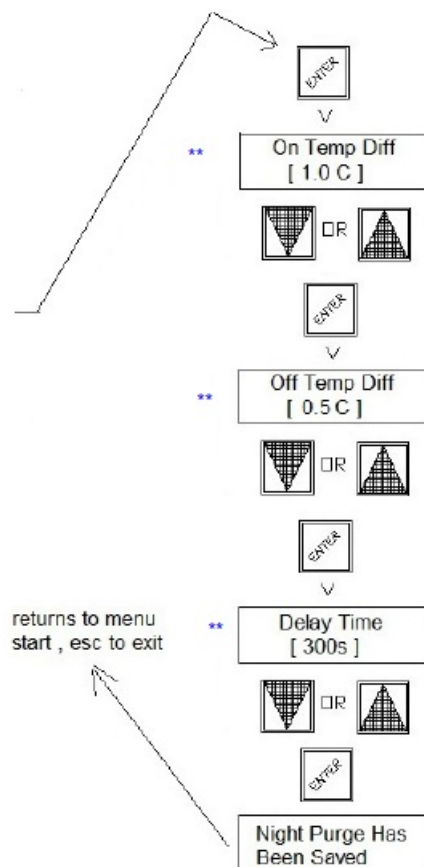 ENTER
**
On Temp Diff
[ 1.0 C ]
OR
ENTER
**
Off Temp Diff
[ 0.5 C ]
OR
ENTER
returns to menu
start , esc to exit
**
Delay Time
[ 300s ]
OR
ENTER
Night Purge Has
Been Saved